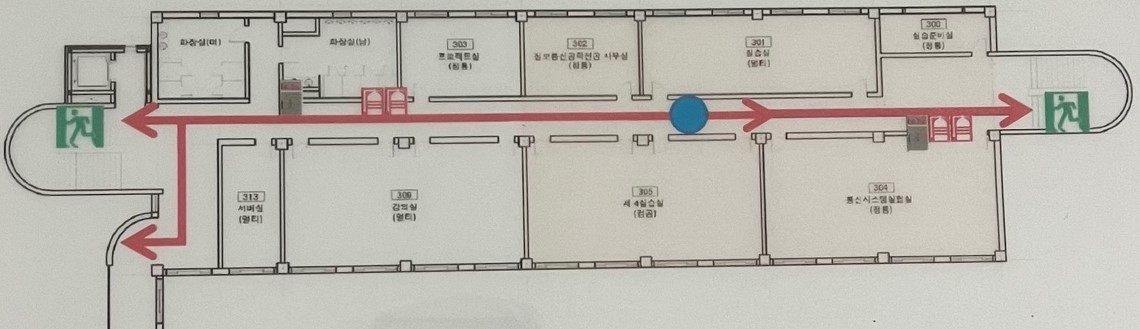 화장실(여)
화장실(남)
303
프로젝트실
(정통)
302
정보통신공학전공 사무실
(정통)
301
실습실
(멀티)
300
실습준비실
(정통)
313
서버실
(멀티)
306
강의실
(멀티)
305
제 4실습실
(컴공)
304
통신시스템실험실
(정통)